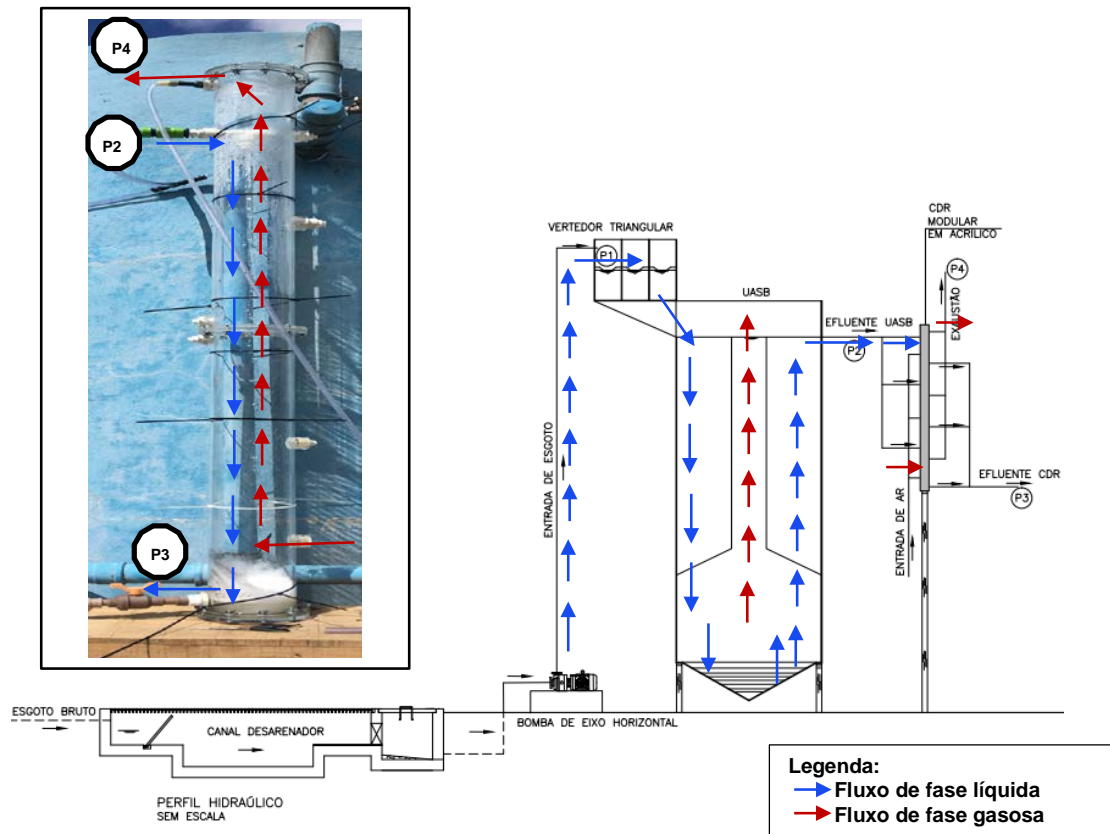 P4
P2
P3
VERTEDOR TRIANGULAR
P1
UASB
CDR
MODULAR
EM ACRÍLICO
P4
EXAUSTÃO
EFLUENTE UASB
P2
ENTRADA DE ESGOTO
EFLUENTE CDR
P3
ENTRADA DE AR
ESGOTO BRUTO
CANAL DESARENADOR
BOMBA DE EIXO HORIZONTAL
PERFIL HIDRÁULICO
SEM ESCALA
Legenda:
Fluxo de fase líquida
Fluxo de fase gasosa